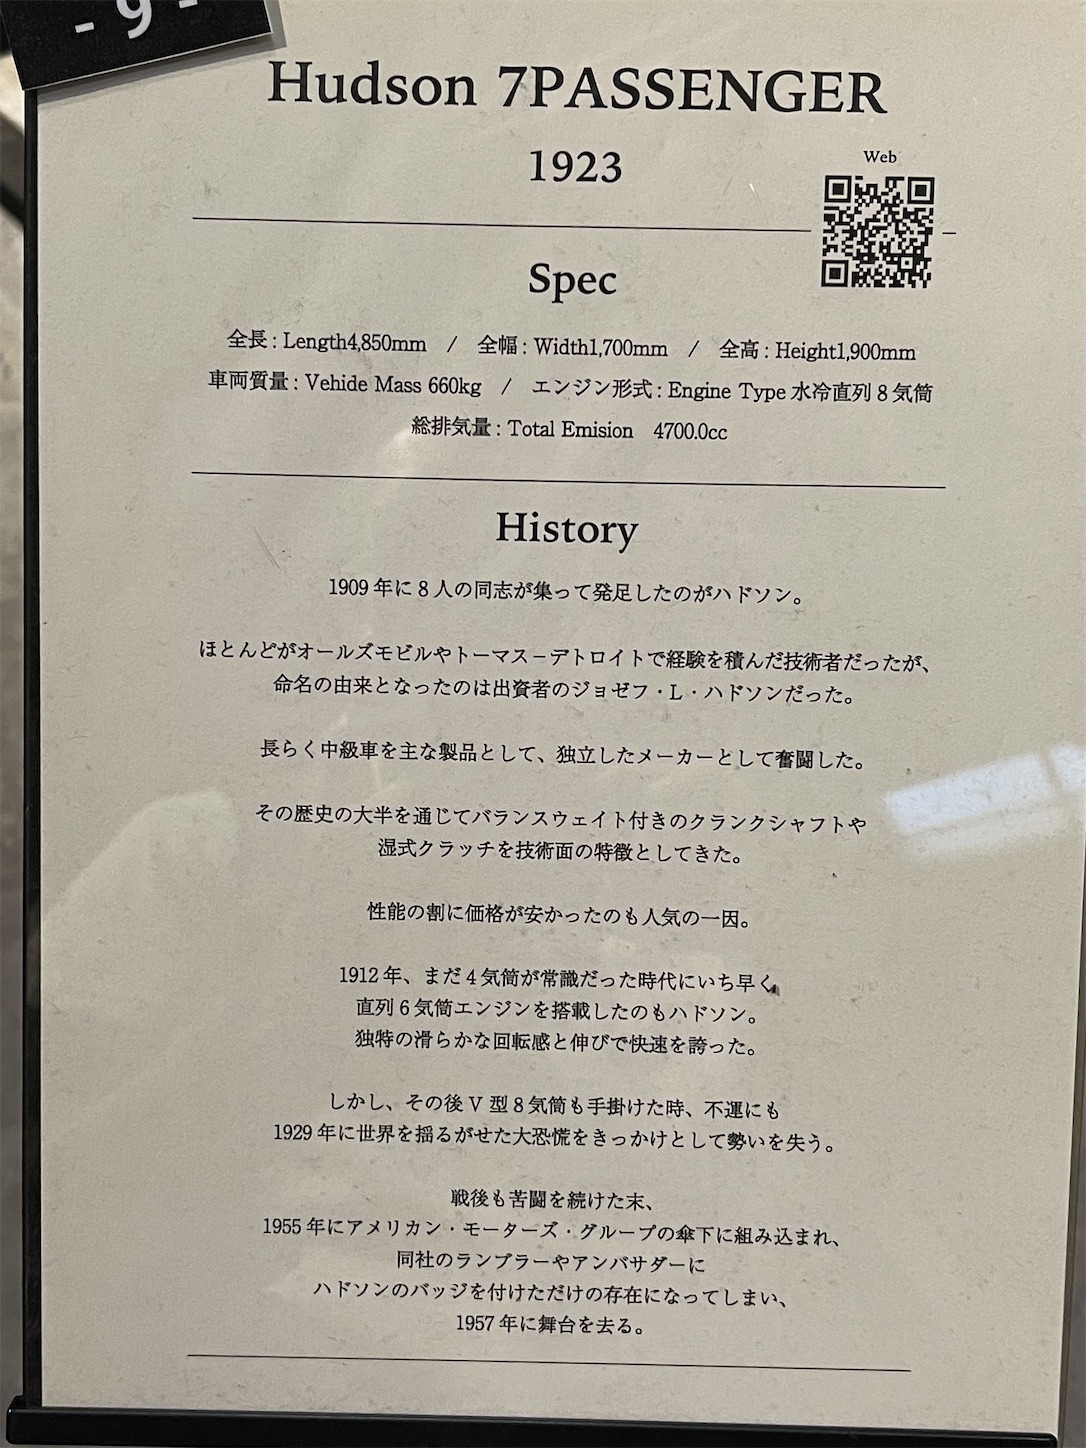 - 9 -
Hudson 7PASSENGER
1923
Web
Spec
全長 : Length4,850mm / 全幅 : Width1,700mm / 全高 : Height1,900mm
車両質量 : Vehide Mass 660kg / エンジン形式 : Engine Type 水冷直列 8 気筒
総排気量 : Total Emision 4700.0cc
History
1909 年に 8 人の同志が集って発足したのがハドソン。
ほとんどがオールズモビルやトーマス－デトロイトで経験を積んだ技術者だったが、
命名の由来となったのは出資者のジョゼフ・L・ハドソンだった。
長らく中級車を主な製品として、独立したメーカーとして奮闘した。
その歴史の大半を通じてバランスウェイト付きのクランクシャフトや
湿式クラッチを技術面の特徴としてきた。
性能の割に価格が安かったのも人気の一因。
1912 年、まだ 4 気筒が常識だった時代にいち早く
直列 6 気筒エンジンを搭載したのもハドソン。
独特の滑らかな回転感と伸びで快速を誇った。
しかし、その後 V 型 8 気筒も手掛けた時、不運にも
1929 年に世界を揺るがせた大恐慌をきっかけとして勢いを失う。
戦後も苦闘を続けた末、
1955 年にアメリカン・モーターズ・グループの傘下に組み込まれ、
同社のランブラーやアンバサダーに
ハドソンのバッジを付けただけの存在になってしまい、
1957 年に舞台を去る。